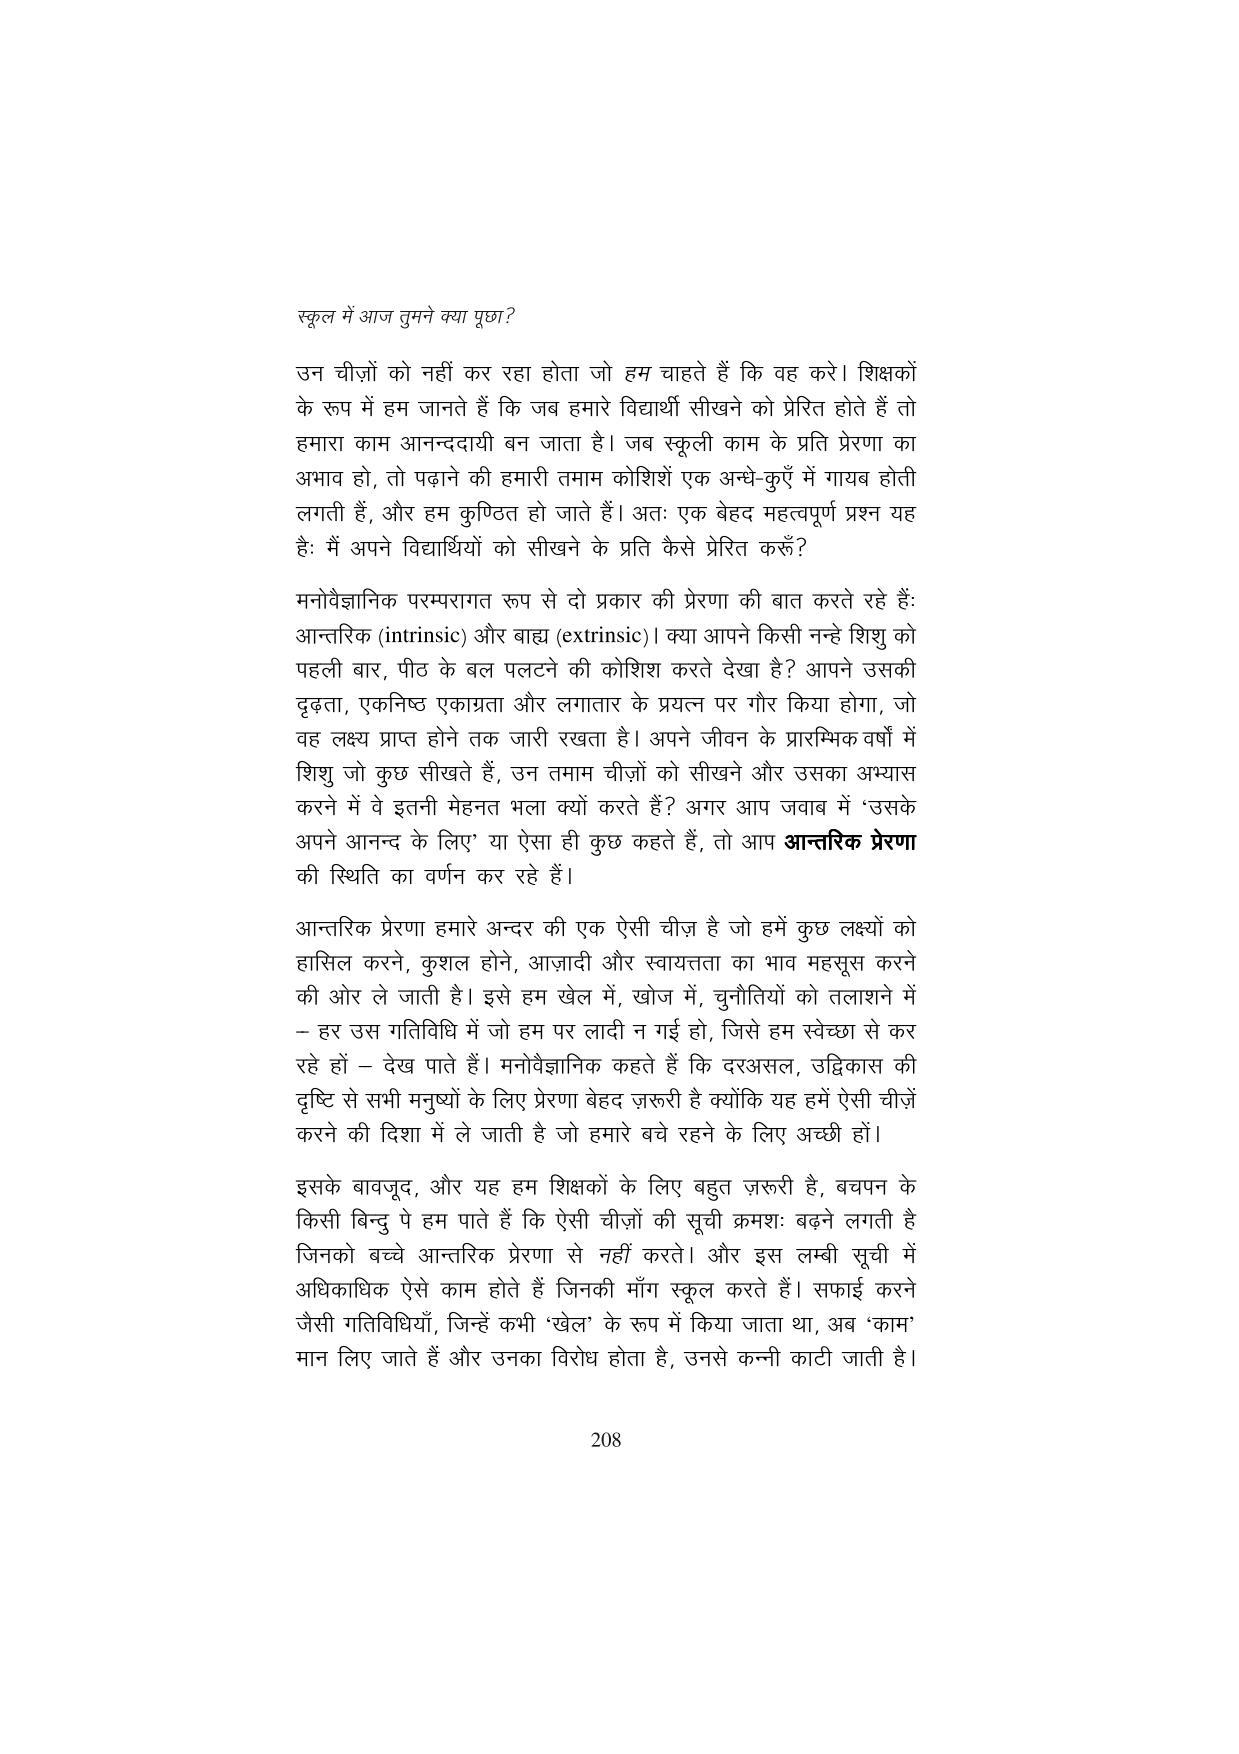 स्कूल में आज तुमने क्या पूछा?
उन चीज़ों को नहीं कर रहा होता जो हम चाहते हैं कि वह करे। शिक्षकों
के रूप में हम जानते हैं कि जब हमारे विद्यार्थी सीखने को प्रेरित होते हैं तो
हमारा काम आनन्ददायी बन जाता है। जब स्कूली काम के प्रति प्रेरणा का
अभाव हो, तो पढ़ाने की हमारी तमाम कोशिशें एक अन्धे-कुएँ में गायब होती
लगती हैं, और हम कुण्ठित हो जाते हैं। अतः एक बेहद महत्वपूर्ण प्रश्न यह
हैः मैं अपने विद्यार्थियों को सीखने के प्रति कैसे प्रेरित करूँ?
मनोवैज्ञानिक परम्परागत रूप से दो प्रकार की प्रेरणा की बात करते रहे हैंः
आन्तरिक (intrinsic) और बाह्य (extrinsic)। क्या आपने किसी नन्हे शिशु को
पहली बार, पीठ के बल पलटने की कोशिश करते देखा है? आपने उसकी
दृढ़ता, एकनिष्ठ एकाग्रता और लगातार के प्रयत्न पर गौर किया होगा, जो
वह लक्ष्य प्राप्त होने तक जारी रखता है। अपने जीवन के प्रारम्भिक वर्षों में
शिशु जो कुछ सीखते हैं, उन तमाम चीज़ों को सीखने और उसका अभ्यास
करने में वे इतनी मेहनत भला क्यों करते हैं? अगर आप जवाब में ‘उसके
अपने आनन्द के लिए’ या ऐसा ही कुछ कहते हैं, तो आप आन्तरिक प्रेरणा
की स्थिति का वर्णन कर रहे हैं।
आन्तरिक प्रेरणा हमारे अन्दर की एक ऐसी चीज़ है जो हमें कुछ लक्ष्यों को
हासिल करने, कुशल होने, आज़ादी और स्वायत्तता का भाव महसूस करने
की ओर ले जाती है। इसे हम खेल में, खोज में, चुनौतियों को तलाशने में
– हर उस गतिविधि में जो हम पर लादी न गई हो, जिसे हम स्वेच्छा से कर
रहे हों – देख पाते हैं। मनोवैज्ञानिक कहते हैं कि दरअसल, उद्विकास की
दृष्टि से सभी मनुष्यों के लिए प्रेरणा बेहद ज़रूरी है क्योंकि यह हमें ऐसी चीज़ें
करने की दिशा में ले जाती है जो हमारे बचे रहने के लिए अच्छी हों।
इसके बावजूद, और यह हम शिक्षकों के लिए बहुत ज़रूरी है, बचपन के
किसी बिन्दु पे हम पाते हैं कि ऐसी चीज़ों की सूची क्रमशः बढ़ने लगती है
जिनको बच्चे आन्तरिक प्रेरणा से नहीं करते। और इस लम्बी सूची में
अधिकाधिक ऐसे काम होते हैं जिनकी माँग स्कूल करते हैं। सफाई करने
जैसी गतिविधियाँ, जिन्हें कभी ‘खेल’ के रूप में किया जाता था, अब ‘काम’
मान लिए जाते हैं और उनका विरोध होता है, उनसे कन्नी काटी जाती है।
208